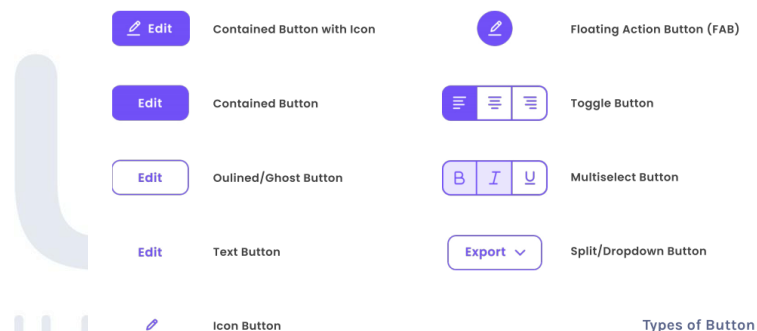 Edit
Contained Button with Icon
Floating Action Button (FAB)
Edit
Contained Button
Toggle Button
Edit
Oulined/Ghost Button
B I U
Multiselect Button
Edit
Text Button
Export
Split/Dropdown Button
Icon Button
Types of Button